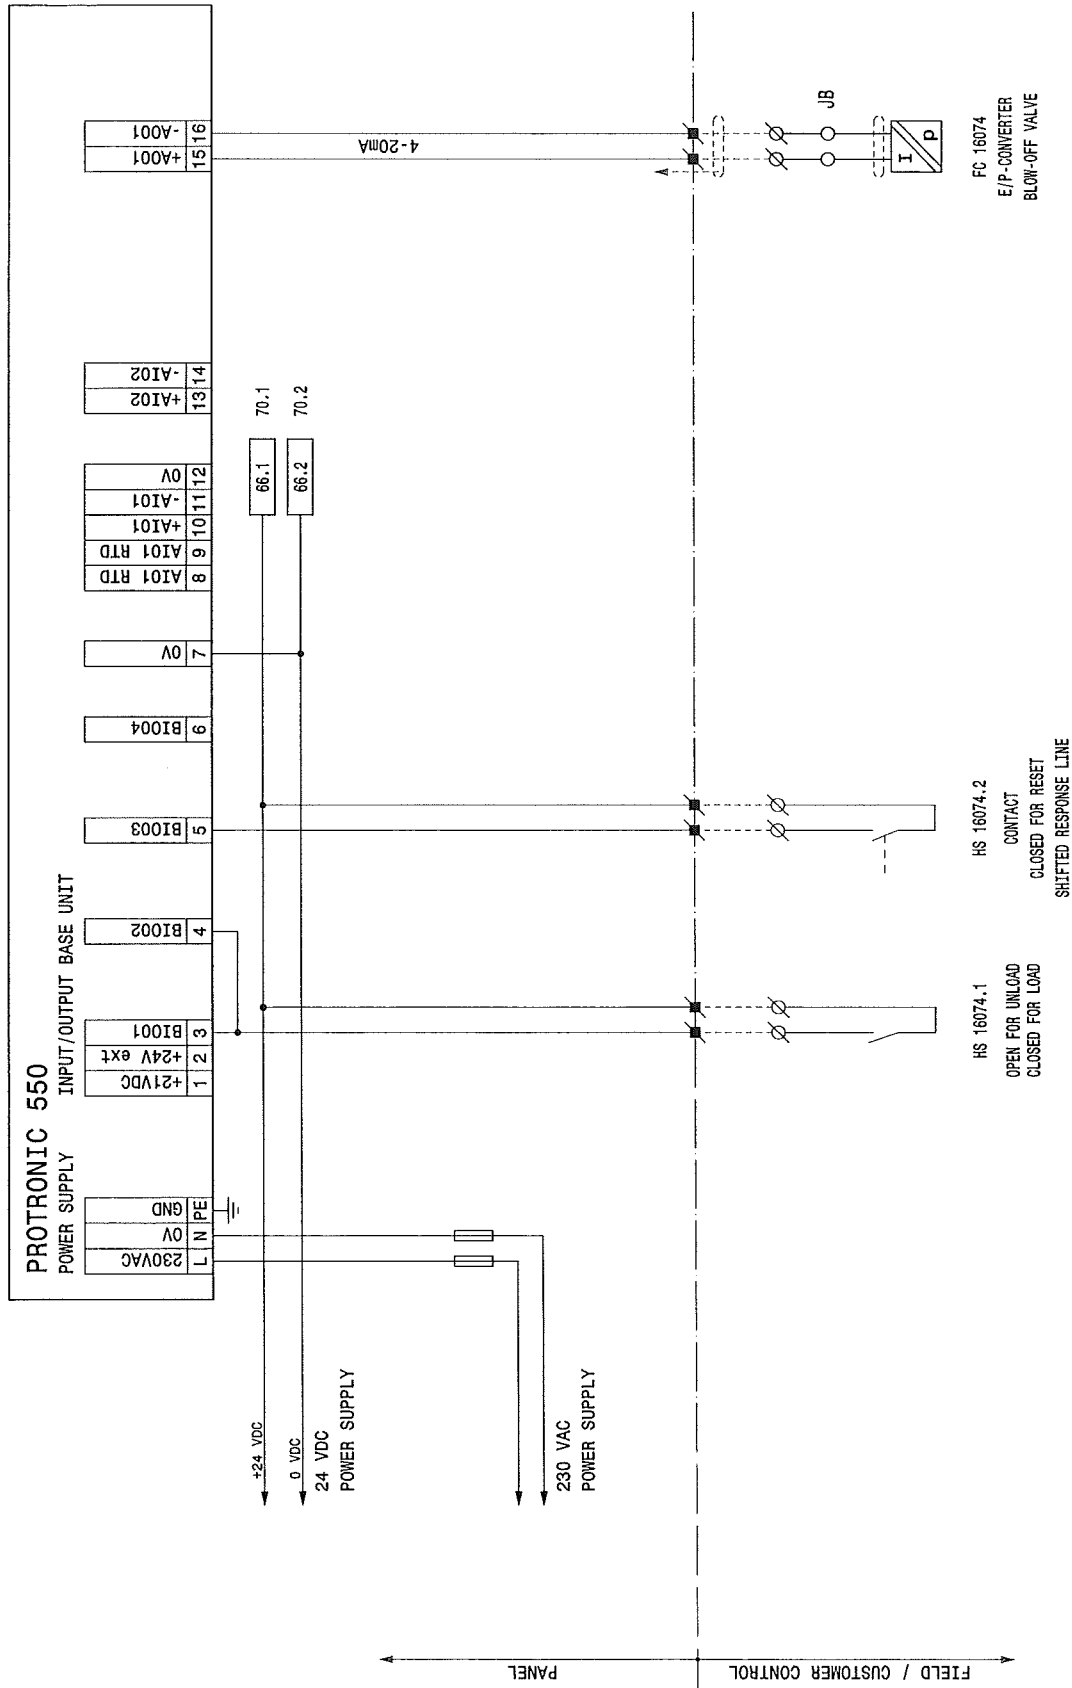 PROTRONIC 550
POWER SUPPLY
INPUT/OUTPUT BASE UNIT
230VAC
L
0V
N
GND
PE
+21VDC
1
+24V ext
2
BIO01
3
BIO02
4
BIO03
5
BIO04
6
0V
7
AI01 RTD
8
AI01 RTD
9
+AI01
10
-AI01
11
0V
12
+AI02
13
-AI02
14
+AO01
15
-AO01
16
66.1
70.1
66.2
70.2
+24 VDC
0 VDC
24 VDC
POWER SUPPLY
230 VAC
POWER SUPPLY
4-20mA
JB
I
p
HS 16074.1
OPEN FOR UNLOAD
CLOSED FOR LOAD
HS 16074.2
CONTACT
CLOSED FOR RESET
SHIFTED RESPONSE LINE
FC 16074
E/P-CONVERTER
BLOW-OFF VALVE
PANEL
FIELD / CUSTOMER CONTROL